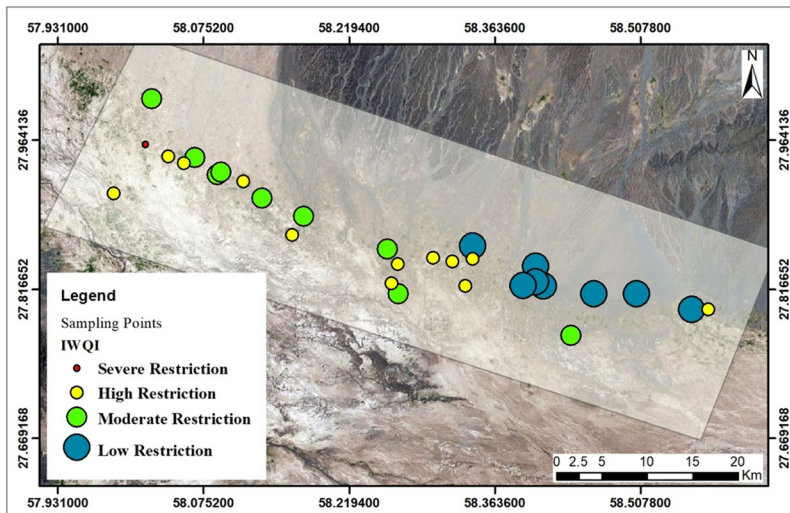 57.931000 58.075200 58.219400 58.363600 58.507800
N
27.964136 27.964136
27.816652 27.816652
27.669168 27.669168
Legend
Sampling Points
IWQI
Severe Restriction
High Restriction
Moderate Restriction
Low Restriction
0 2.5 5 10 15 20
Km
57.931000 58.075200 58.219400 58.363600 58.507800